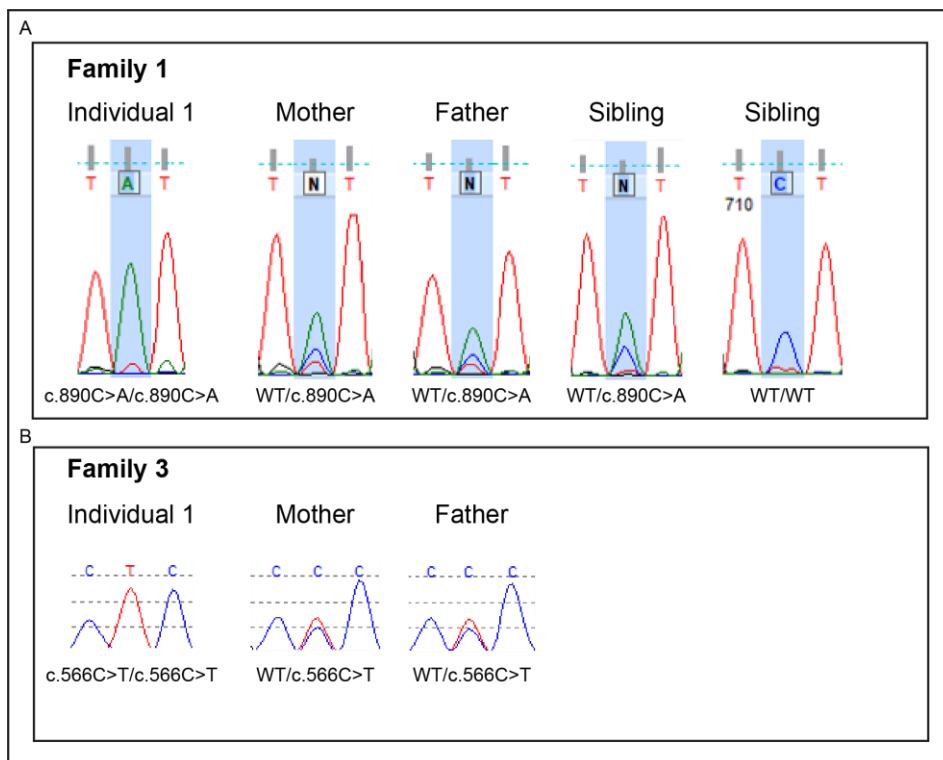 A
Family 1
Individual 1 Mother Father Sibling Sibling
T A T T N T T N T T N T T C T
710
c.890C>A/c.890C>A WT/c.890C>A WT/c.890C>A WT/c.890C>A WT/WT
B
Family 3
Individual 1 Mother Father
C T C C C C C C C
c.566C>T/c.566C>T WT/c.566C>T WT/c.566C>T